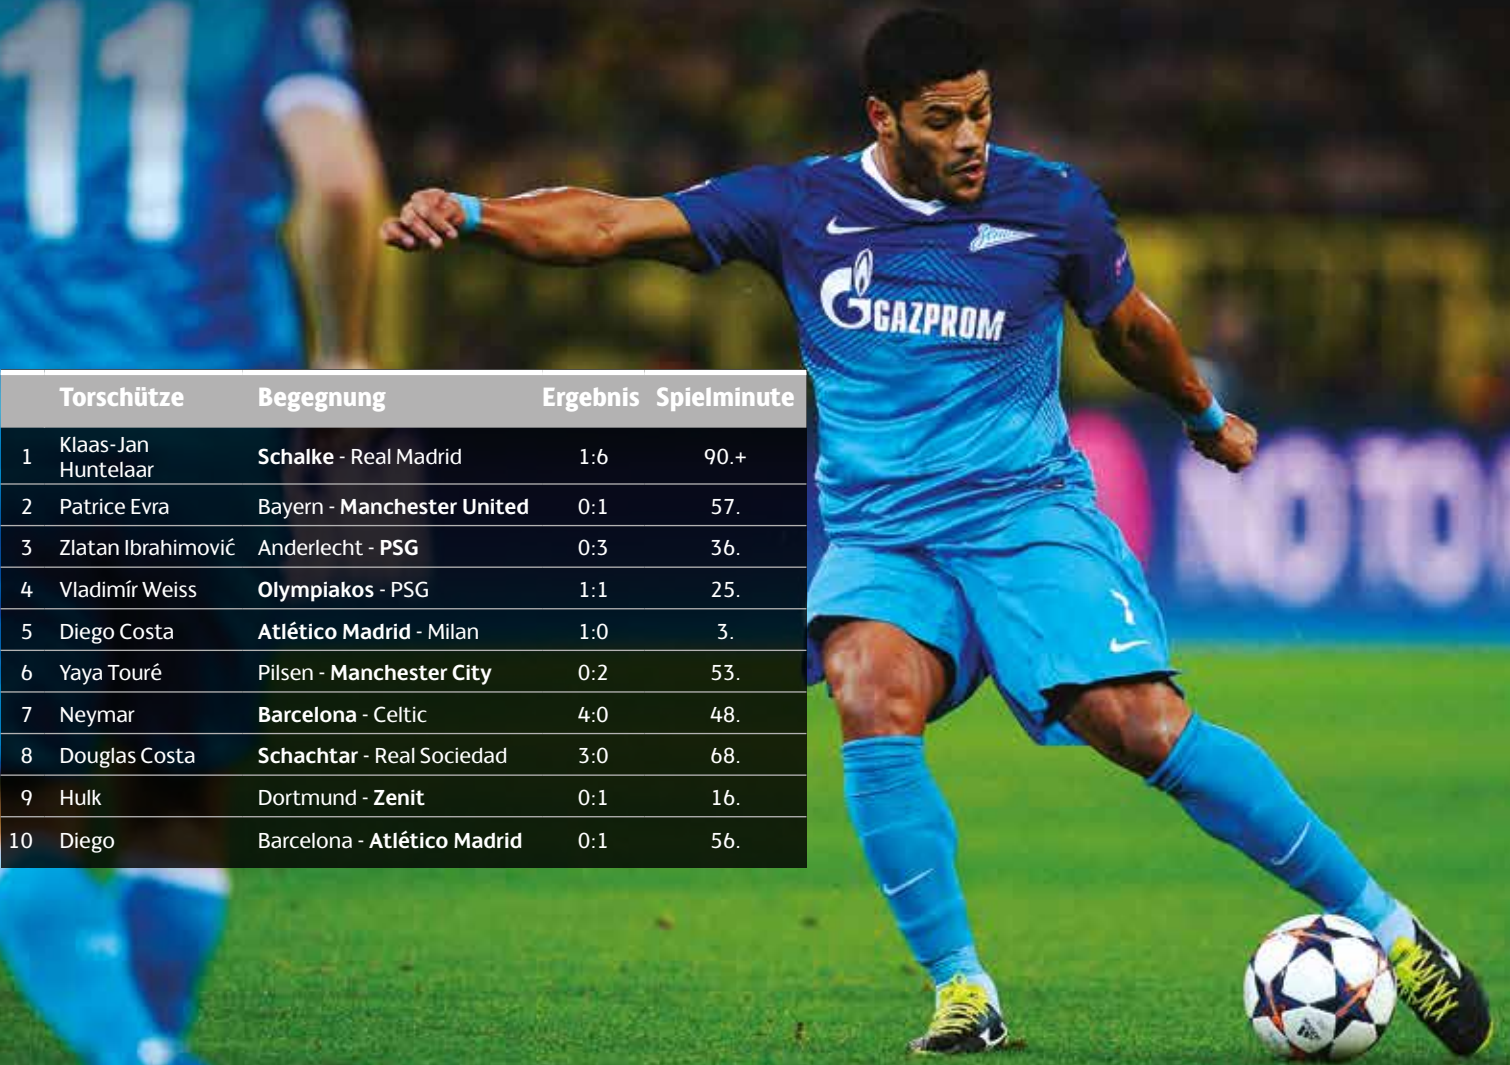 11
Zenit
GAZPROM
7
NOTO
Torschütze Begegnung Ergebnis Spielminute
1 Klaas-Jan Huntelaar Schalke - Real Madrid 1:6 90.+
2 Patrice Evra Bayern - Manchester United 0:1 57.
3 Zlatan Ibrahimović Anderlecht - PSG 0:3 36.
4 Vladimír Weiss Olympiakos - PSG 1:1 25.
5 Diego Costa Atlético Madrid - Milan 1:0 3.
6 Yaya Touré Pilsen - Manchester City 0:2 53.
7 Neymar Barcelona - Celtic 4:0 48.
8 Douglas Costa Schachtar - Real Sociedad 3:0 68.
9 Hulk Dortmund - Zenit 0:1 16.
10 Diego Barcelona - Atlético Madrid 0:1 56.